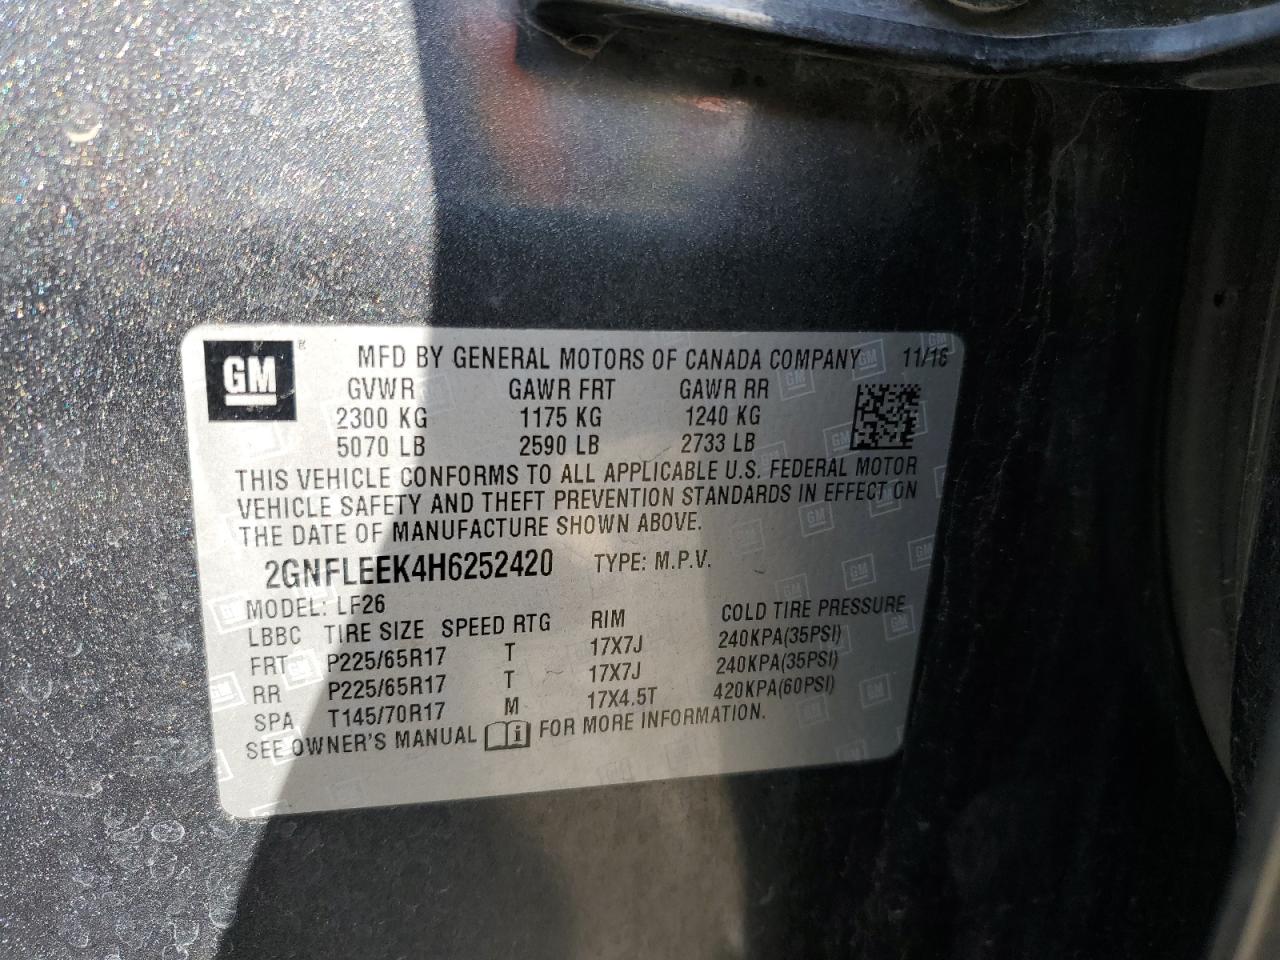 GM
MFD BY GENERAL MOTORS OF CANADA COMPANY 11/16
GVWR GAWR FRT GAWR RR
2300 KG 1175 KG 1240 KG
5070 LB 2590 LB 2733 LB
THIS VEHICLE CONFORMS TO ALL APPLICABLE U.S. FEDERAL MOTOR
VEHICLE SAFETY AND THEFT PREVENTION STANDARDS IN EFFECT ON
THE DATE OF MANUFACTURE SHOWN ABOVE.
2GNFLEEK4H6252420 TYPE: M.P.V.
MODEL: LF26
LBBC TIRE SIZE SPEED RTG RIM COLD TIRE PRESSURE
FRT P225/65R17 T 17X7J 240KPA(35PSI)
RR P225/65R17 T 17X7J 240KPA(35PSI)
SPA T145/70R17 M 17X4.5T 420KPA(60PSI)
SEE OWNER'S MANUAL i FOR MORE INFORMATION.